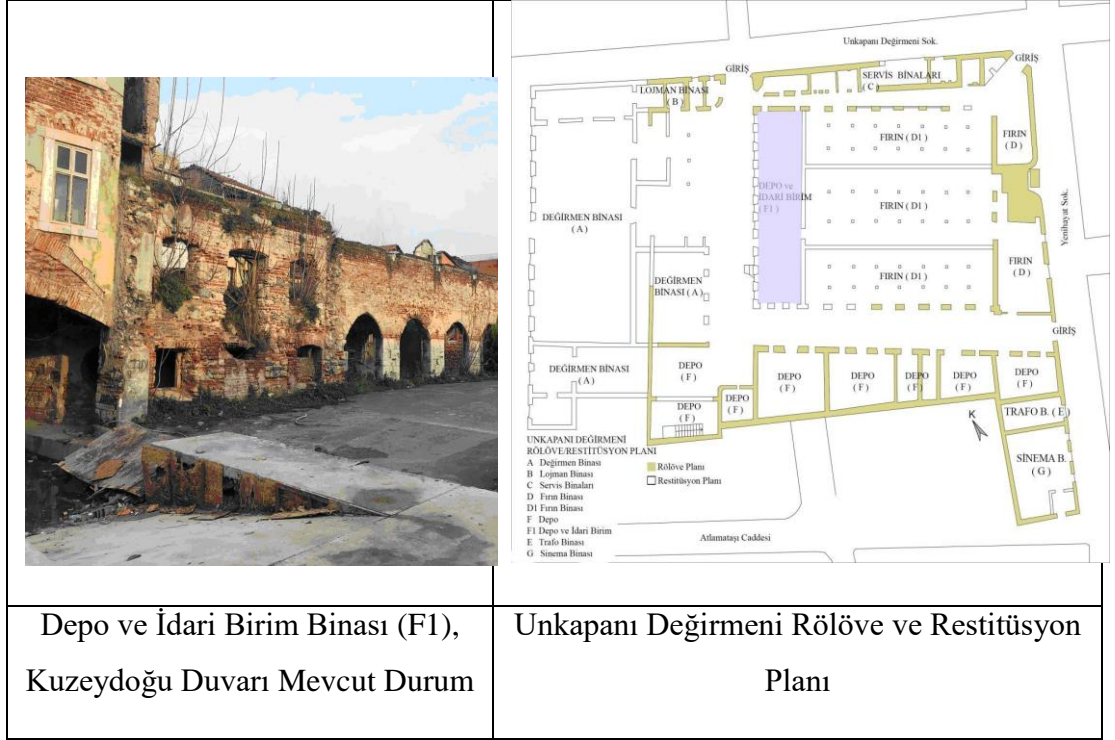 Unkapanı Değirmeni Sok.
GİRİŞ
GİRİŞ
SERVİS BİNALARI
( C )
LOJMAN BİNASI
( B )
FIRIN ( D1 )
FIRIN
( D )
DEPO ve
İDARİ BİRİM
( F1 )
FIRIN ( D1 )
Yenihayat Sok.
DEĞİRMEN BİNASI
( A )
FIRIN
( D )
FIRIN ( D1 )
DEĞİRMEN
BİNASI ( A )
GİRİŞ
DEĞİRMEN BİNASI
( A )
DEPO
( F )
DEPO
( F )
DEPO
( F )
DEPO
( F )
DEPO
( F )
DEPO
( F )
DEPO
( F )
DEPO
( F )
TRAFO B. ( E )
K
SİNEMA B.
( G )
UNKAPANI DEĞİRMENİ
RÖLÖVE/RESTİTÜSYON PLANI
A Değirmen Binası
B Lojman Binası
C Servis Binaları
D Fırın Binası
D1 Fırın Binası
F Depo
F1 Depo ve İdari Birim
E Trafo Binası
G Sinema Binası
Rölöve Planı
Restitüsyon Planı
Atlamataşı Caddesi
Depo ve İdari Birim Binası (F1),
Kuzeydoğu Duvarı Mevcut Durum
Unkapanı Değirmeni Rölöve ve Restitüsyon
Planı